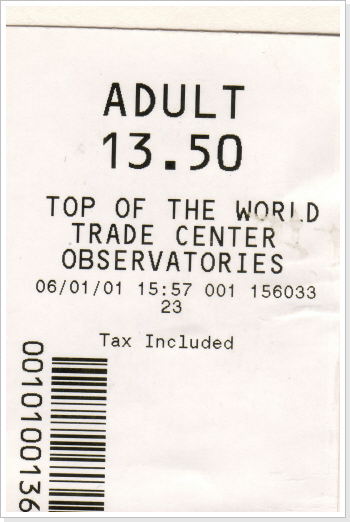 ADULT
13.50
TOP OF THE WORLD
TRADE CENTER
OBSERVATORIES
06/01/01 15:57 001 156033
23
Tax Included
0010100136